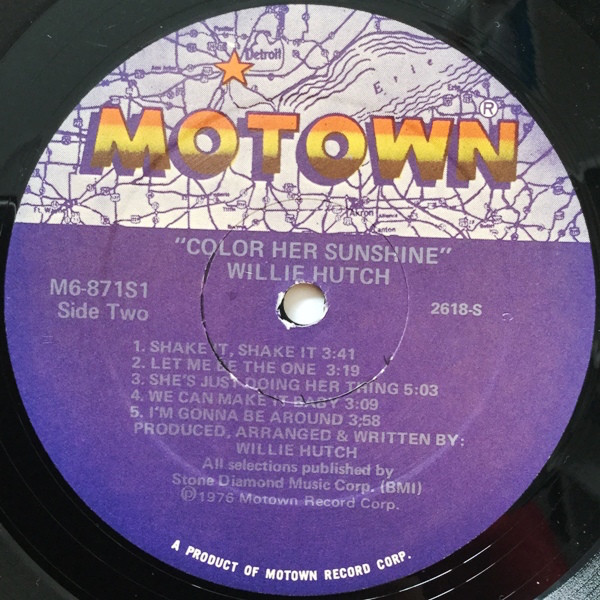 Detroit
Erie
MOTOWN®
Akron
Alliance
Canton
"COLOR HER SUNSHINE"
WILLIE HUTCH
M6-871S1
Side Two
2618-S
1. SHAKE IT, SHAKE IT 3:41
2. LET ME BE THE ONE 3:19
3. SHE'S JUST DOING HER THING 5:03
4. WE CAN MAKE IT BABY 3:09
5. I'M GONNA BE AROUND 3;58
PRODUCED, ARRANGED & WRITTEN BY:
WILLIE HUTCH
All selections published by
Stone Diamond Music Corp. (BMI)
℗1976 Motown Record Corp.
A PRODUCT OF MOTOWN RECORD CORP.